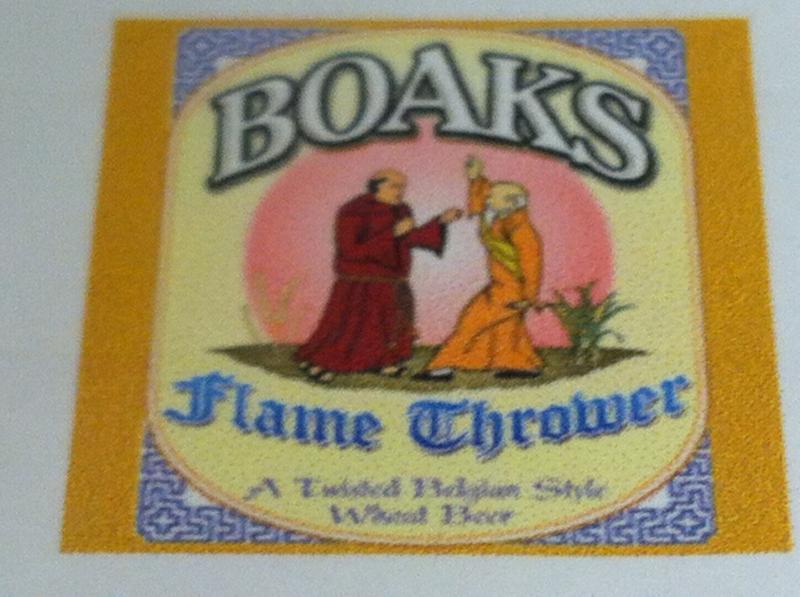 BOAKS
Flame Thrower
A Twisted Belgian Style
Wheat Beer